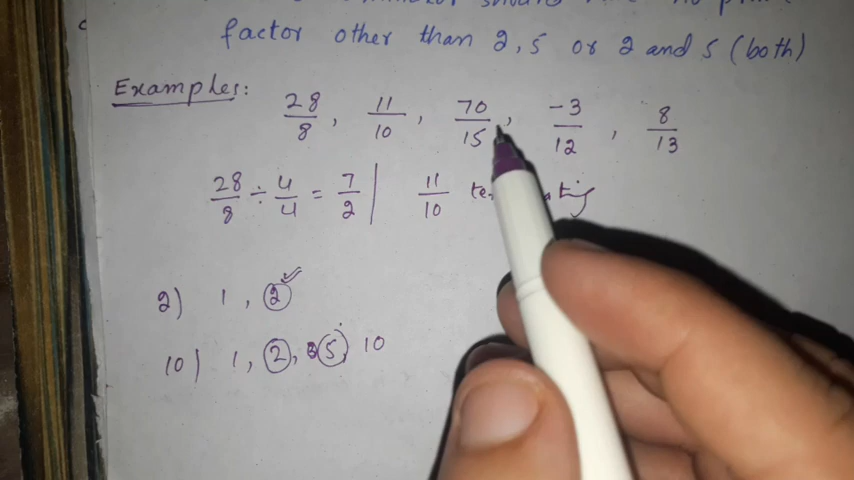 factor other than 2, 5 or 2 and 5 (both)
Examples:
28/8, 11/10, 70/15, -3/12, 8/13
28/8 ÷ 4/4 = 7/2 | 11/10
2) 1, 2 ✓
10) 1, 2, 5, 10